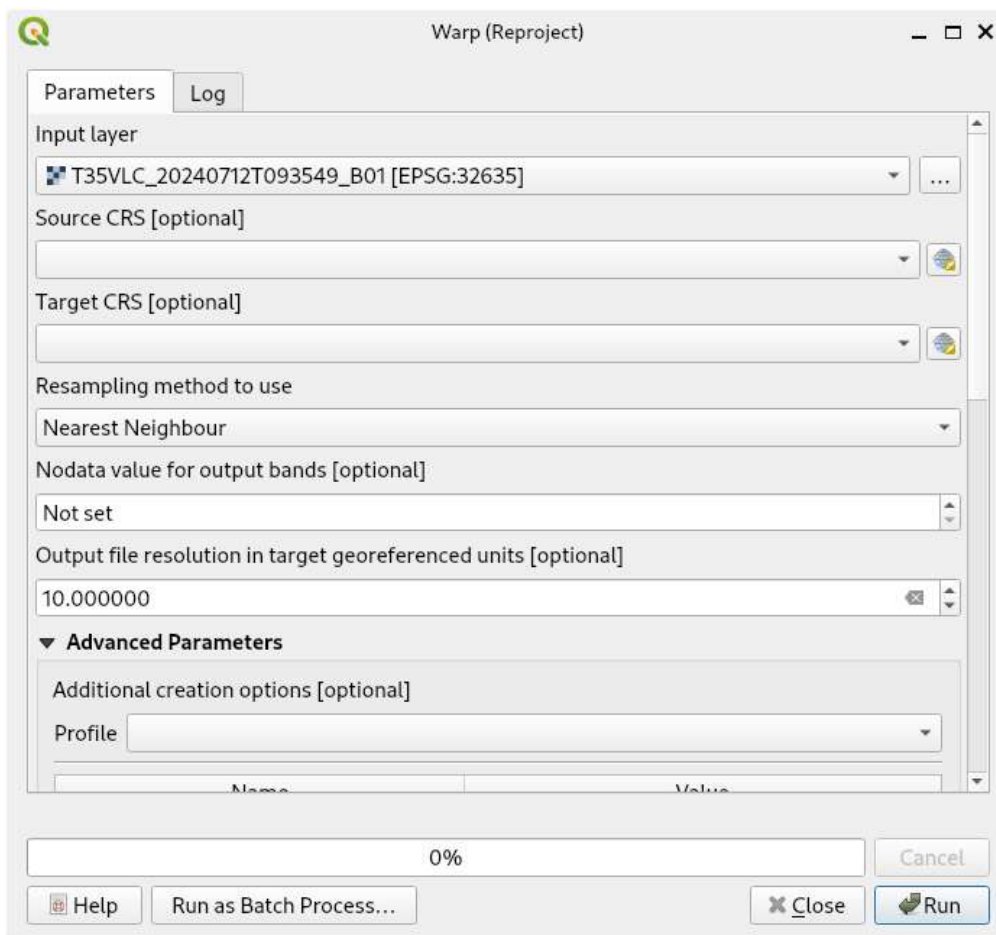 Warp (Reproject)
Parameters Log
Input layer
T35VLC_20240712T093549_B01 [EPSG:32635]
...
Source CRS [optional]
Target CRS [optional]
Resampling method to use
Nearest Neighbour
Nodata value for output bands [optional]
Not set
Output file resolution in target georeferenced units [optional]
10.000000
Advanced Parameters
Additional creation options [optional]
Profile
Name Value
0% Cancel
Help Run as Batch Process... Close Run